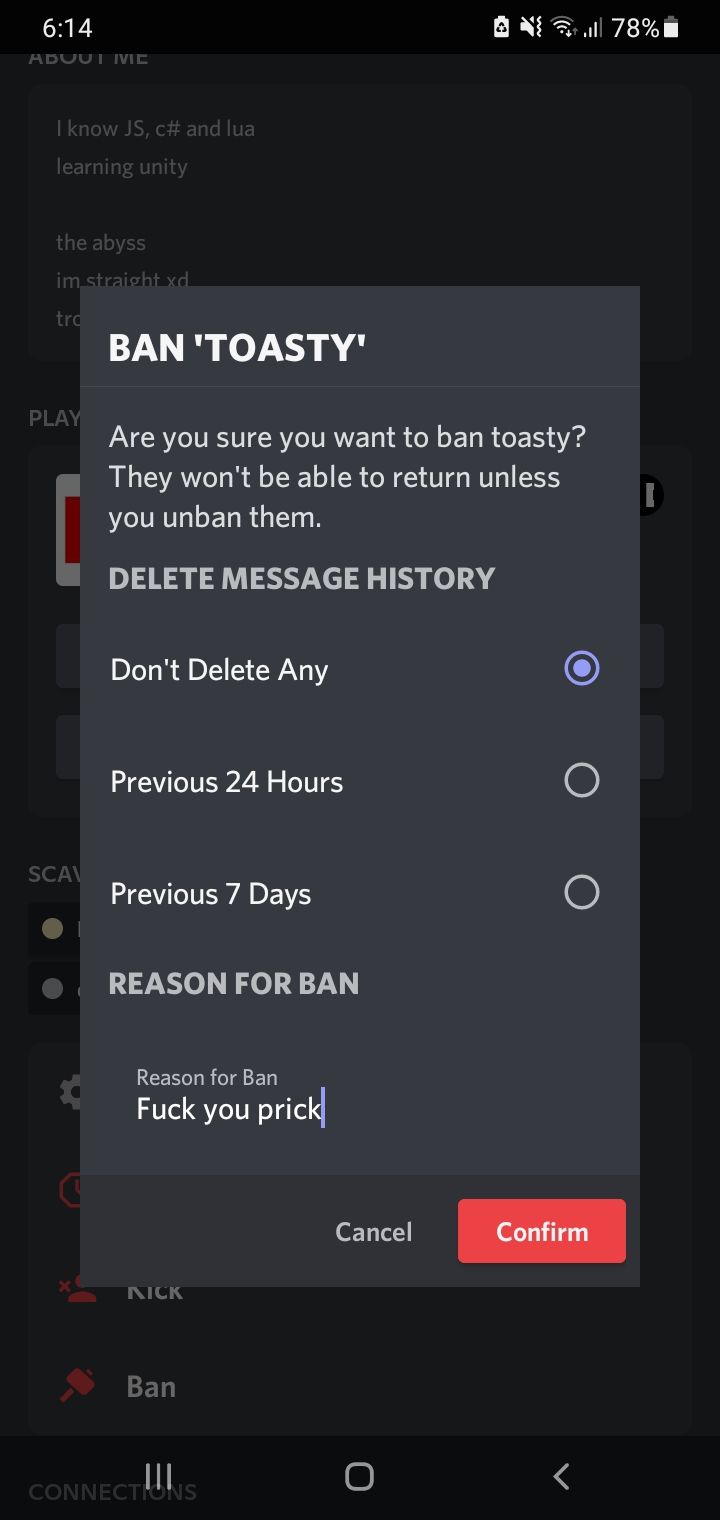 6:14
78%
ABOUT ME
I know JS, c# and lua
learning unity
the abyss
im straight xd
BAN 'TOASTY'
Are you sure you want to ban toasty?
They won't be able to return unless
you unban them.
DELETE MESSAGE HISTORY
Don't Delete Any
Previous 24 Hours
Previous 7 Days
REASON FOR BAN
Reason for Ban
Fuck you prick
Cancel
Confirm
Kick
Ban
CONNECTIONS